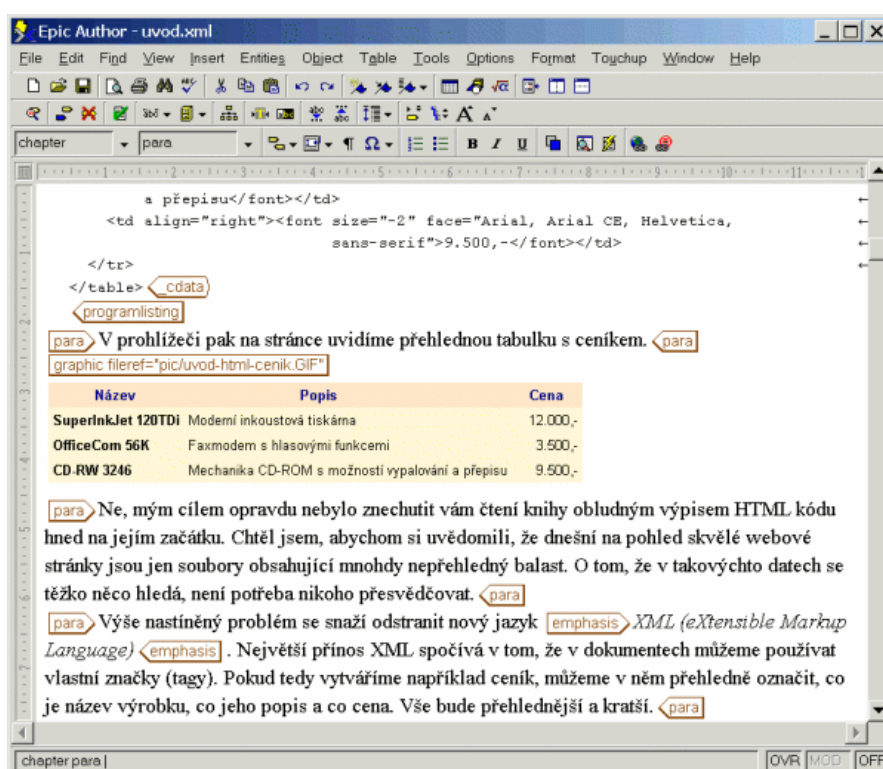 Epic Author - uvod.xml
File Edit Find View Insert Entities Object Table Tools Options Format Touchup Window Help
chapter para
a přepisu</font></td>
<td align="right"><font size="-2" face="Arial, Arial CE, Helvetica,
sans-serif">9.500,-</font></td>
</tr>
</table> _cdata
programlisting
para V prohlížeči pak na stránce uvidíme přehlednou tabulku s ceníkem. para
graphic fileref="pic/uvod-html-cenik.GIF"
Název Popis Cena
SuperInkJet 120TDi Moderní inkoustová tiskárna 12.000,-
OfficeCom 56K Faxmodem s hlasovými funkcemi 3.500,-
CD-RW 3246 Mechanika CD-ROM s možností vypalování a přepisu 9.500,-
para Ne, mým cílem opravdu nebylo znechutit vám čtení knihy obludným výpisem HTML kódu
hned na jejím začátku. Chtěl jsem, abychom si uvědomili, že dnešní na pohled skvělé webové
stránky jsou jen soubory obsahující mnohdy nepřehledný balast. O tom, že v takovýchto datech se
těžko něco hledá, není potřeba nikoho přesvědčovat. para
para Výše nastíněný problém se snaží odstranit nový jazyk emphasis XML (eXtensible Markup
Language) emphasis . Největší přínos XML spočívá v tom, že v dokumentech můžeme používat
vlastní značky (tagy). Pokud tedy vytváříme například ceník, můžeme v něm přehledně označit, co
je název výrobku, co jeho popis a co cena. Vše bude přehlednější a kratší. para
chapter para OVR MOD OFF